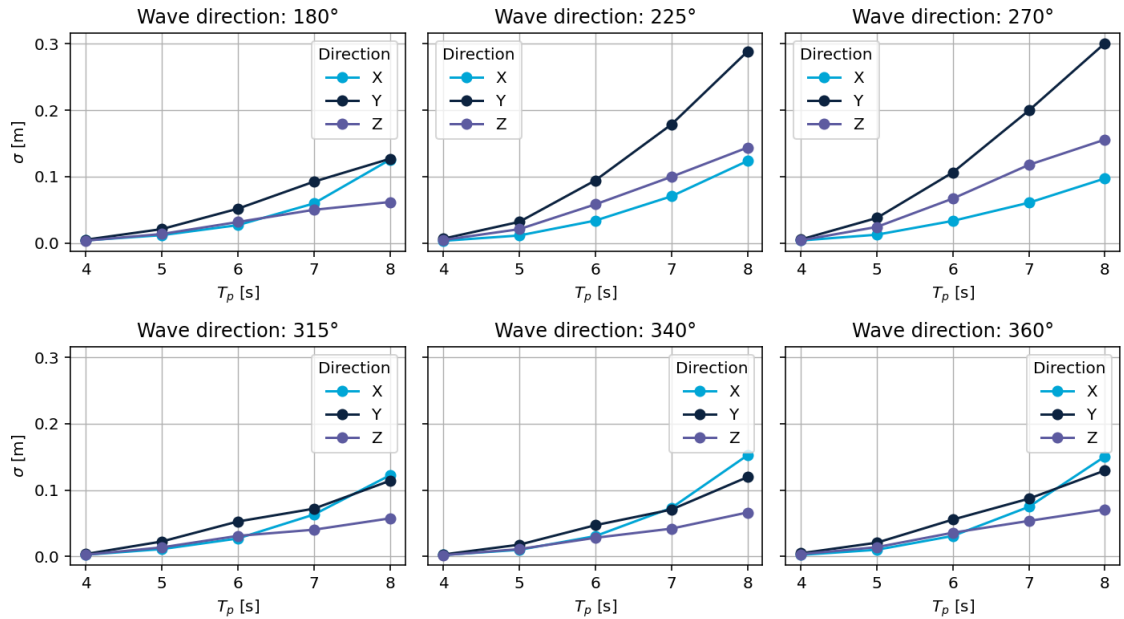 Wave direction: 180°
Wave direction: 225°
Wave direction: 270°
0.3
0.2
0.1
0.0
σ [m]
Direction
X
Y
Z
Direction
X
Y
Z
Direction
X
Y
Z
4 5 6 7 8
4 5 6 7 8
4 5 6 7 8
T_p [s]
T_p [s]
T_p [s]
Wave direction: 315°
Wave direction: 340°
Wave direction: 360°
0.3
0.2
0.1
0.0
σ [m]
Direction
X
Y
Z
Direction
X
Y
Z
Direction
X
Y
Z
4 5 6 7 8
4 5 6 7 8
4 5 6 7 8
T_p [s]
T_p [s]
T_p [s]